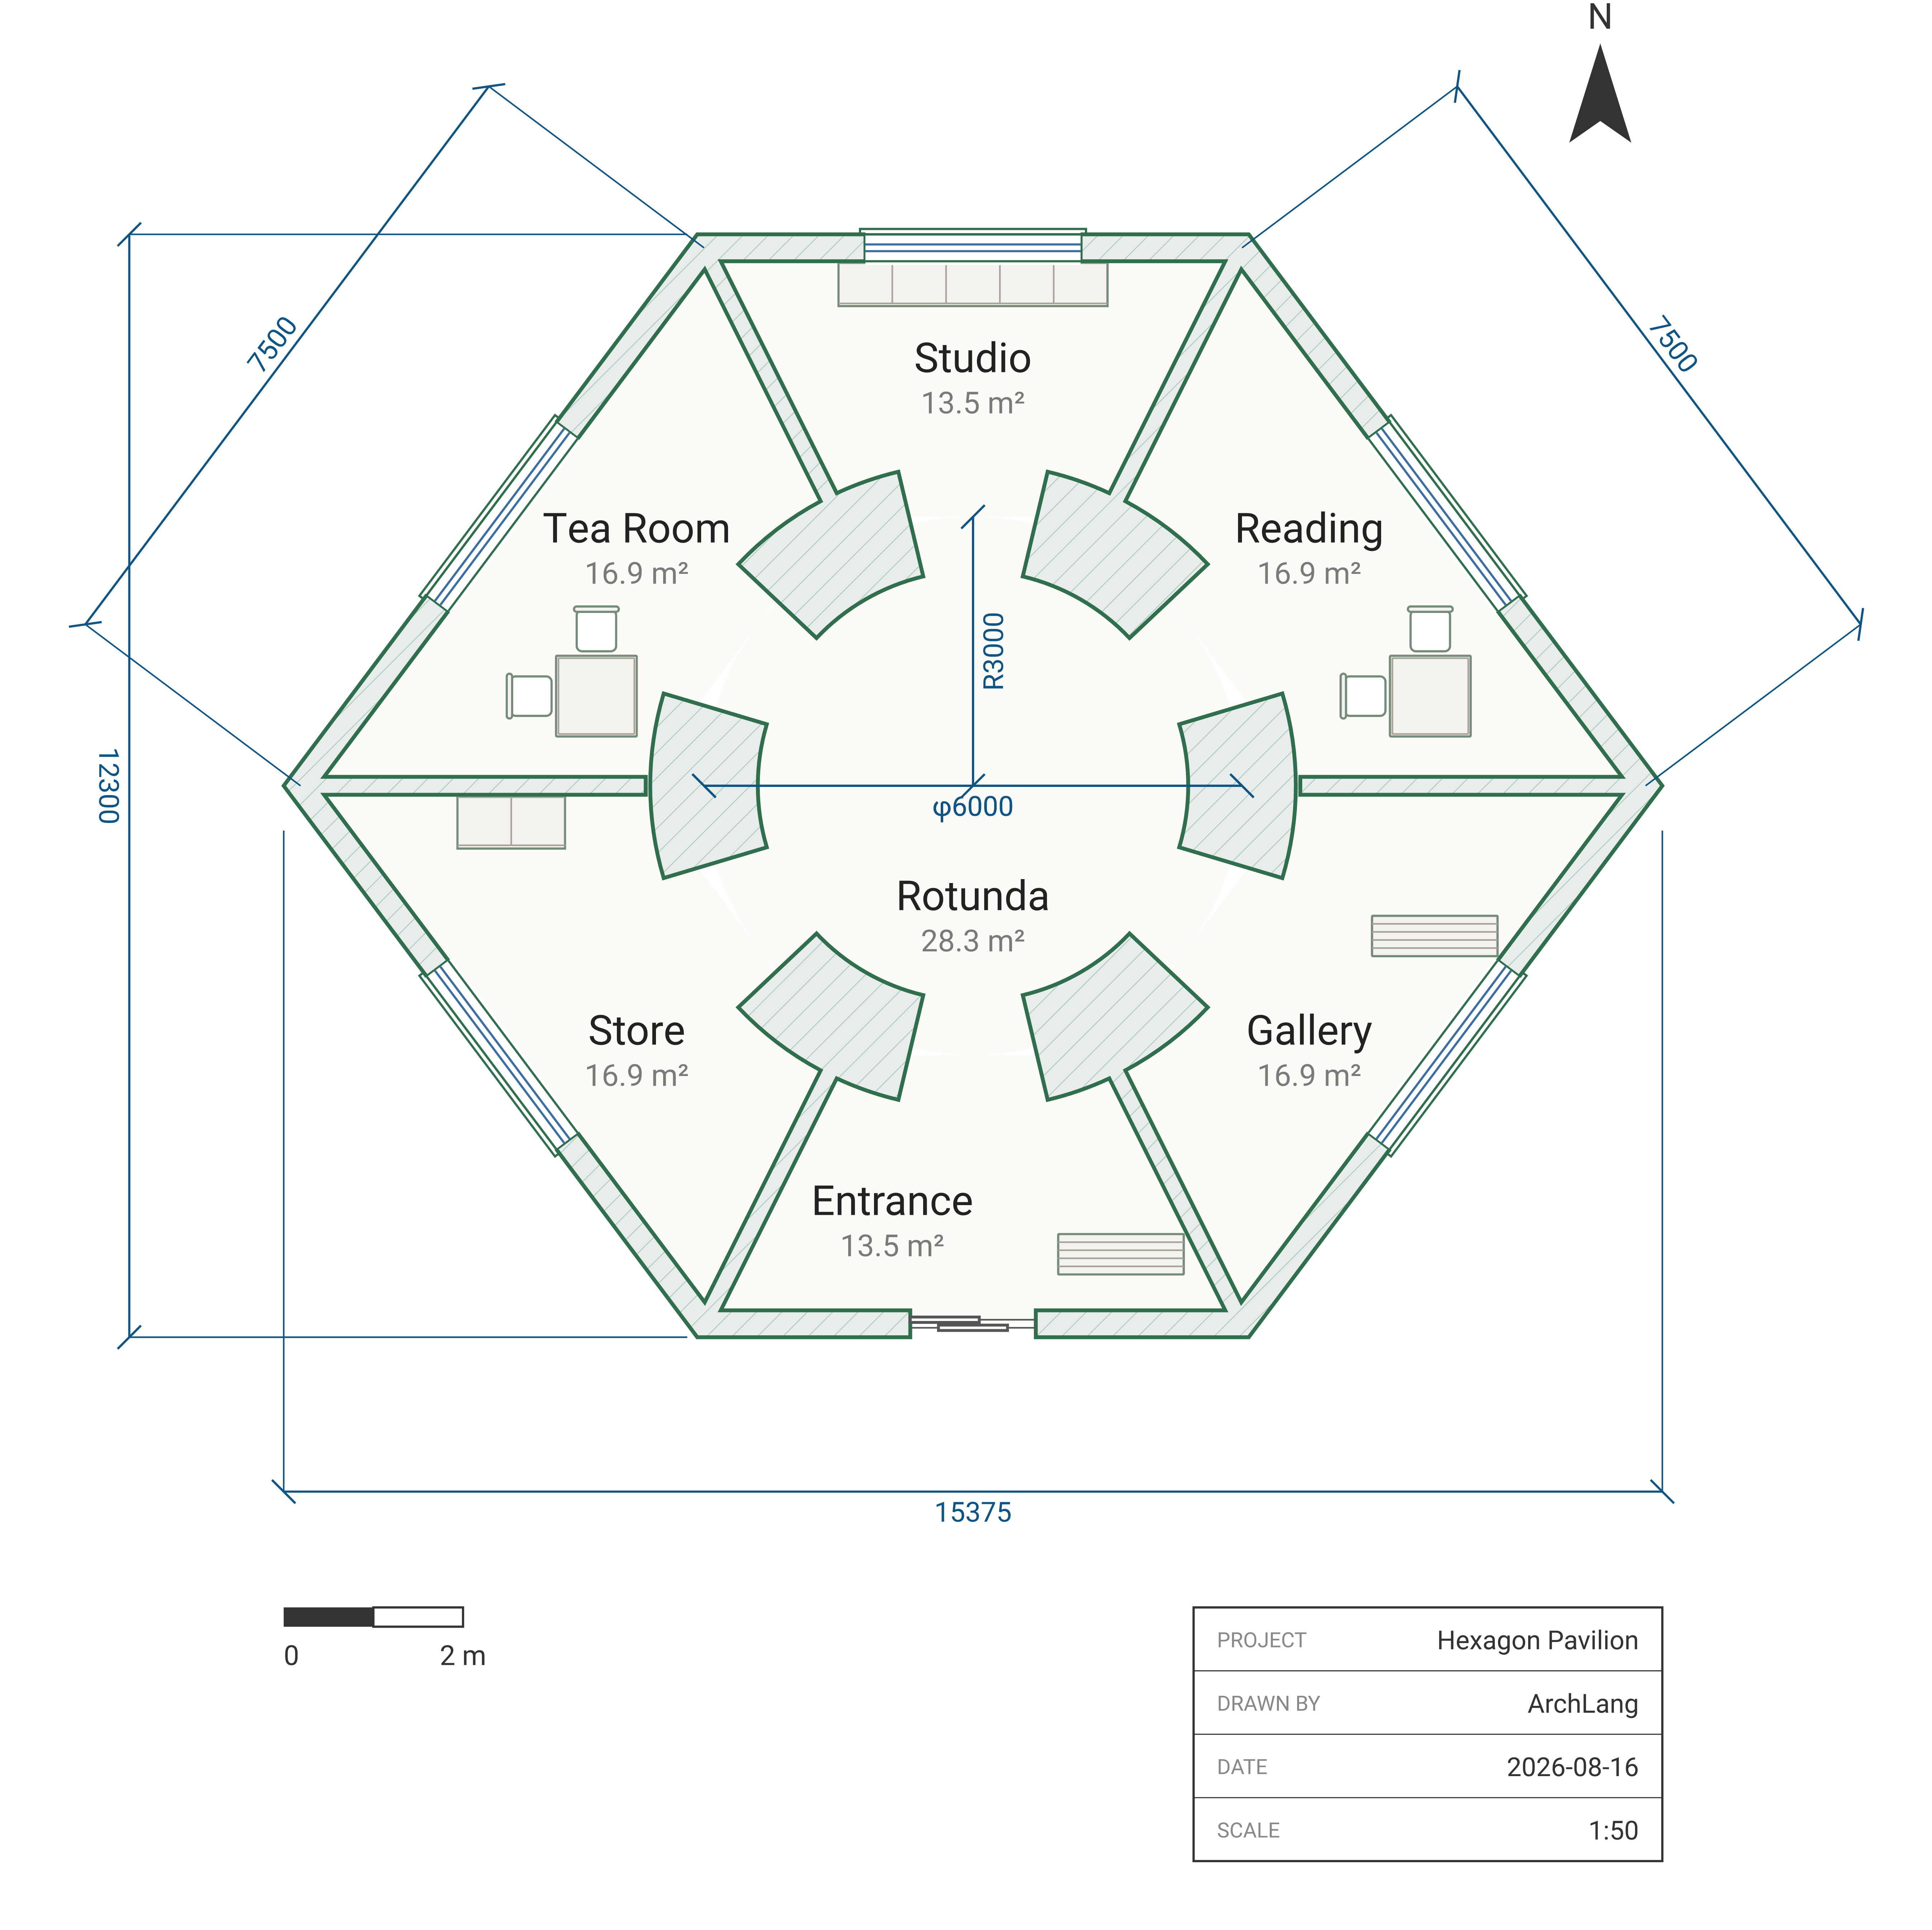 N
7500
7500
Studio
13.5 m²
Tea Room
16.9 m²
Reading
16.9 m²
R3000
12300
φ6000
Rotunda
28.3 m²
Store
16.9 m²
Gallery
16.9 m²
Entrance
13.5 m²
15375
0 2 m
PROJECT Hexagon Pavilion
DRAWN BY ArchLang
DATE 2026-08-16
SCALE 1:50